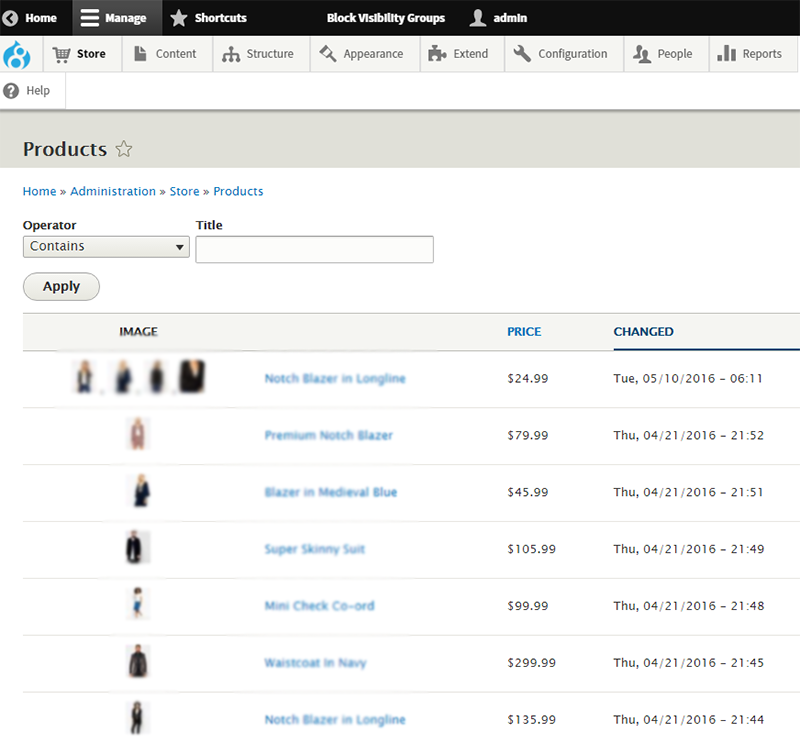 Home Manage Shortcuts Block Visibility Groups admin
Store Content Structure Appearance Extend Configuration People Reports
Help
Products
Home » Administration » Store » Products
Operator Title
Contains
Apply
IMAGE PRICE CHANGED
Notch Blazer in Longline $24.99 Tue, 05/10/2016 - 06:11
Premium Notch Blazer $79.99 Thu, 04/21/2016 - 21:52
Blazer in Medieval Blue $45.99 Thu, 04/21/2016 - 21:51
Super Skinny Suit $105.99 Thu, 04/21/2016 - 21:49
Mini Check Co-ord $99.99 Thu, 04/21/2016 - 21:48
Waistcoat In Navy $299.99 Thu, 04/21/2016 - 21:45
Notch Blazer in Longline $135.99 Thu, 04/21/2016 - 21:44